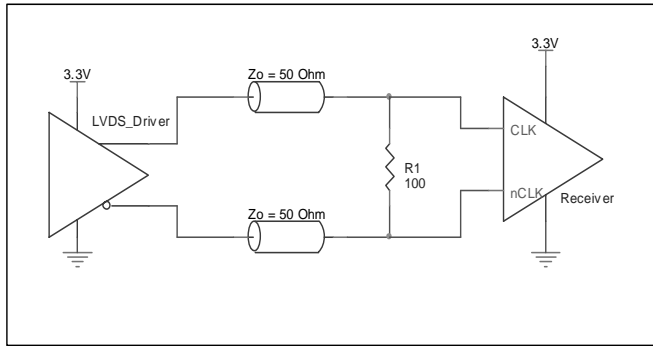 3.3V
LVDS_Driver
Zo = 50 Ohm
Zo = 50 Ohm
R1
100
3.3V
CLK
nCLK
Receiver